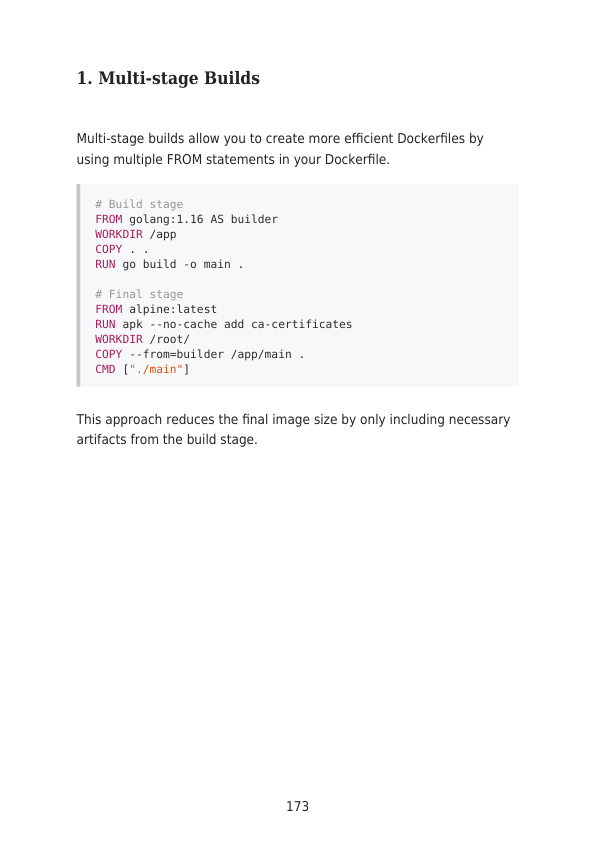 1. Multi-stage Builds
Multi-stage builds allow you to create more efficient Dockerfiles by
using multiple FROM statements in your Dockerfile.
# Build stage
FROM golang:1.16 AS builder
WORKDIR /app
COPY . .
RUN go build -o main .
# Final stage
FROM alpine:latest
RUN apk --no-cache add ca-certificates
WORKDIR /root/
COPY --from=builder /app/main .
CMD ["./main"]
This approach reduces the final image size by only including necessary
artifacts from the build stage.
173